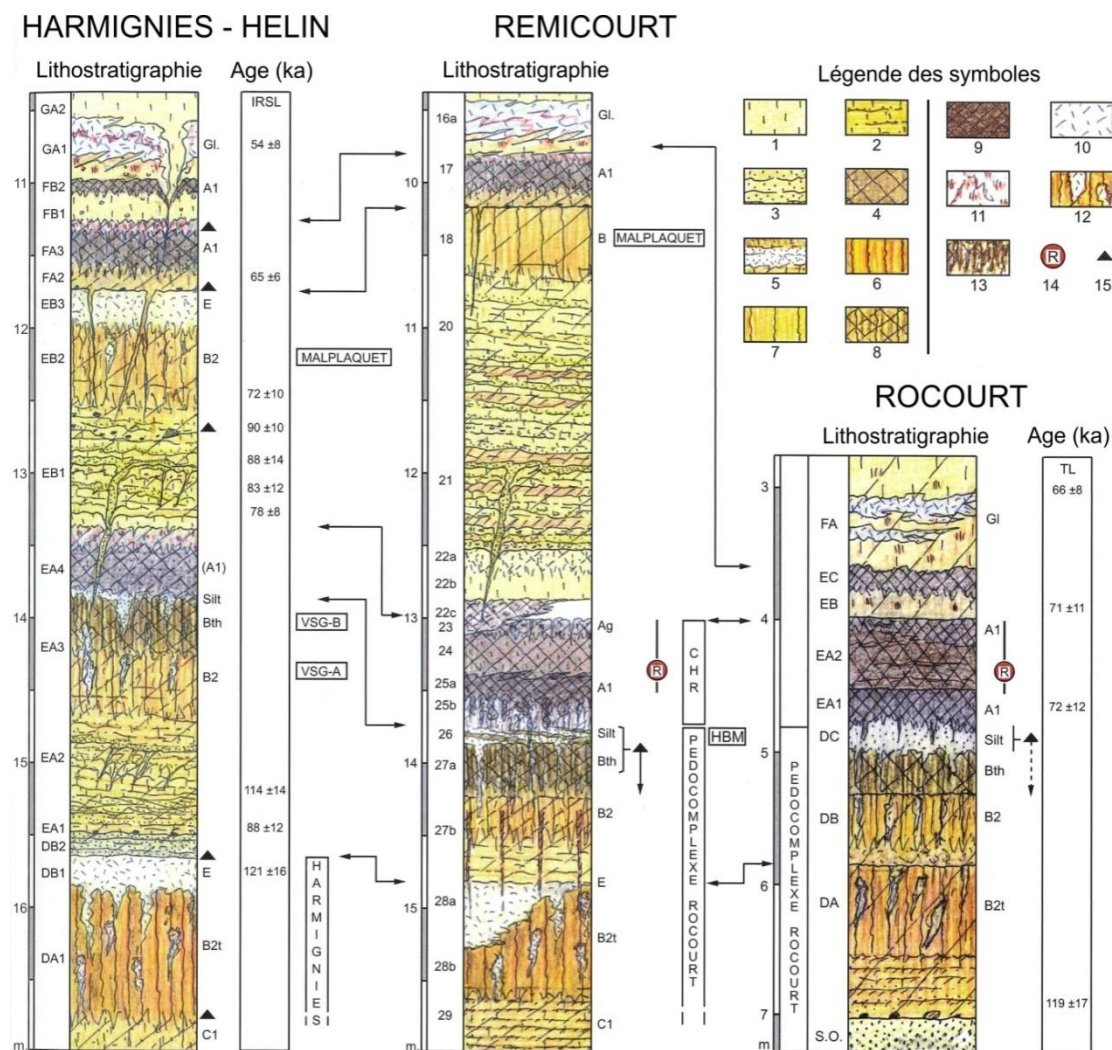 HARMIGNIES - HELIN
Lithostratigraphie
Age (ka)
GA2
GA1
11
FB2
FB1
FA3
FA2
EB3
12
EB2
EB1
13
EA4
14
EA3
EA2
15
EA1
DB2
DB1
16
DA1
m.
Gl.
A1
A1
E
B2
(A1)
Silt
Bth
B2
E
B2t
C1
IRSL
54 ±8
65 ±6
72 ±10
90 ±10
88 ±14
83 ±12
78 ±8
114 ±14
88 ±12
121 ±16
MALPLAQUET
VSG-B
VSG-A
HARMIGNIES
REMICOURT
Lithostratigraphie
16a
17
10
18
20
11
12
21
22a
22b
22c
13
23
24
25a
25b
26
14
27a
27b
15
28a
28b
29
m.
Gl.
A1
B
MALPLAQUET
Ag
A1
Silt
Bth
B2
E
B2t
C1
R
CHR
HBM
PEDOCOMPLEXE ROCOURT
Légende des symboles
1
2
3
4
5
6
7
8
9
10
11
12
13
R
14
15
ROCOURT
Lithostratigraphie
Age (ka)
PEDOCOMPLEXE ROCOURT
3
4
5
6
7
m
FA
EC
EB
EA2
EA1
DC
DB
DA
S.O.
Gl
A1
R
A1
Silt
Bth
B2
B2t
TL
66 ±8
71 ±11
72 ±12
119 ±17